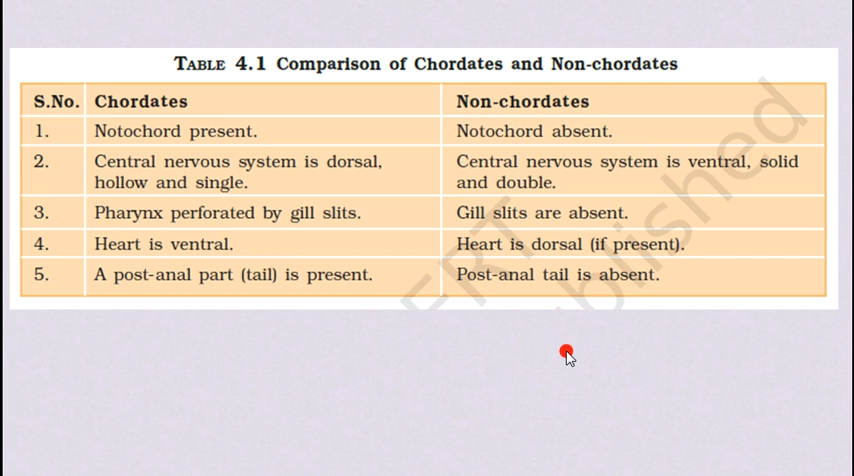 TABLE 4.1 Comparison of Chordates and Non-chordates
S.No. Chordates Non-chordates
1. Notochord present. Notochord absent.
2. Central nervous system is dorsal, Central nervous system is ventral, solid
hollow and single. and double.
3. Pharynx perforated by gill slits. Gill slits are absent.
4. Heart is ventral. Heart is dorsal (if present).
5. A post-anal part (tail) is present. Post-anal tail is absent.